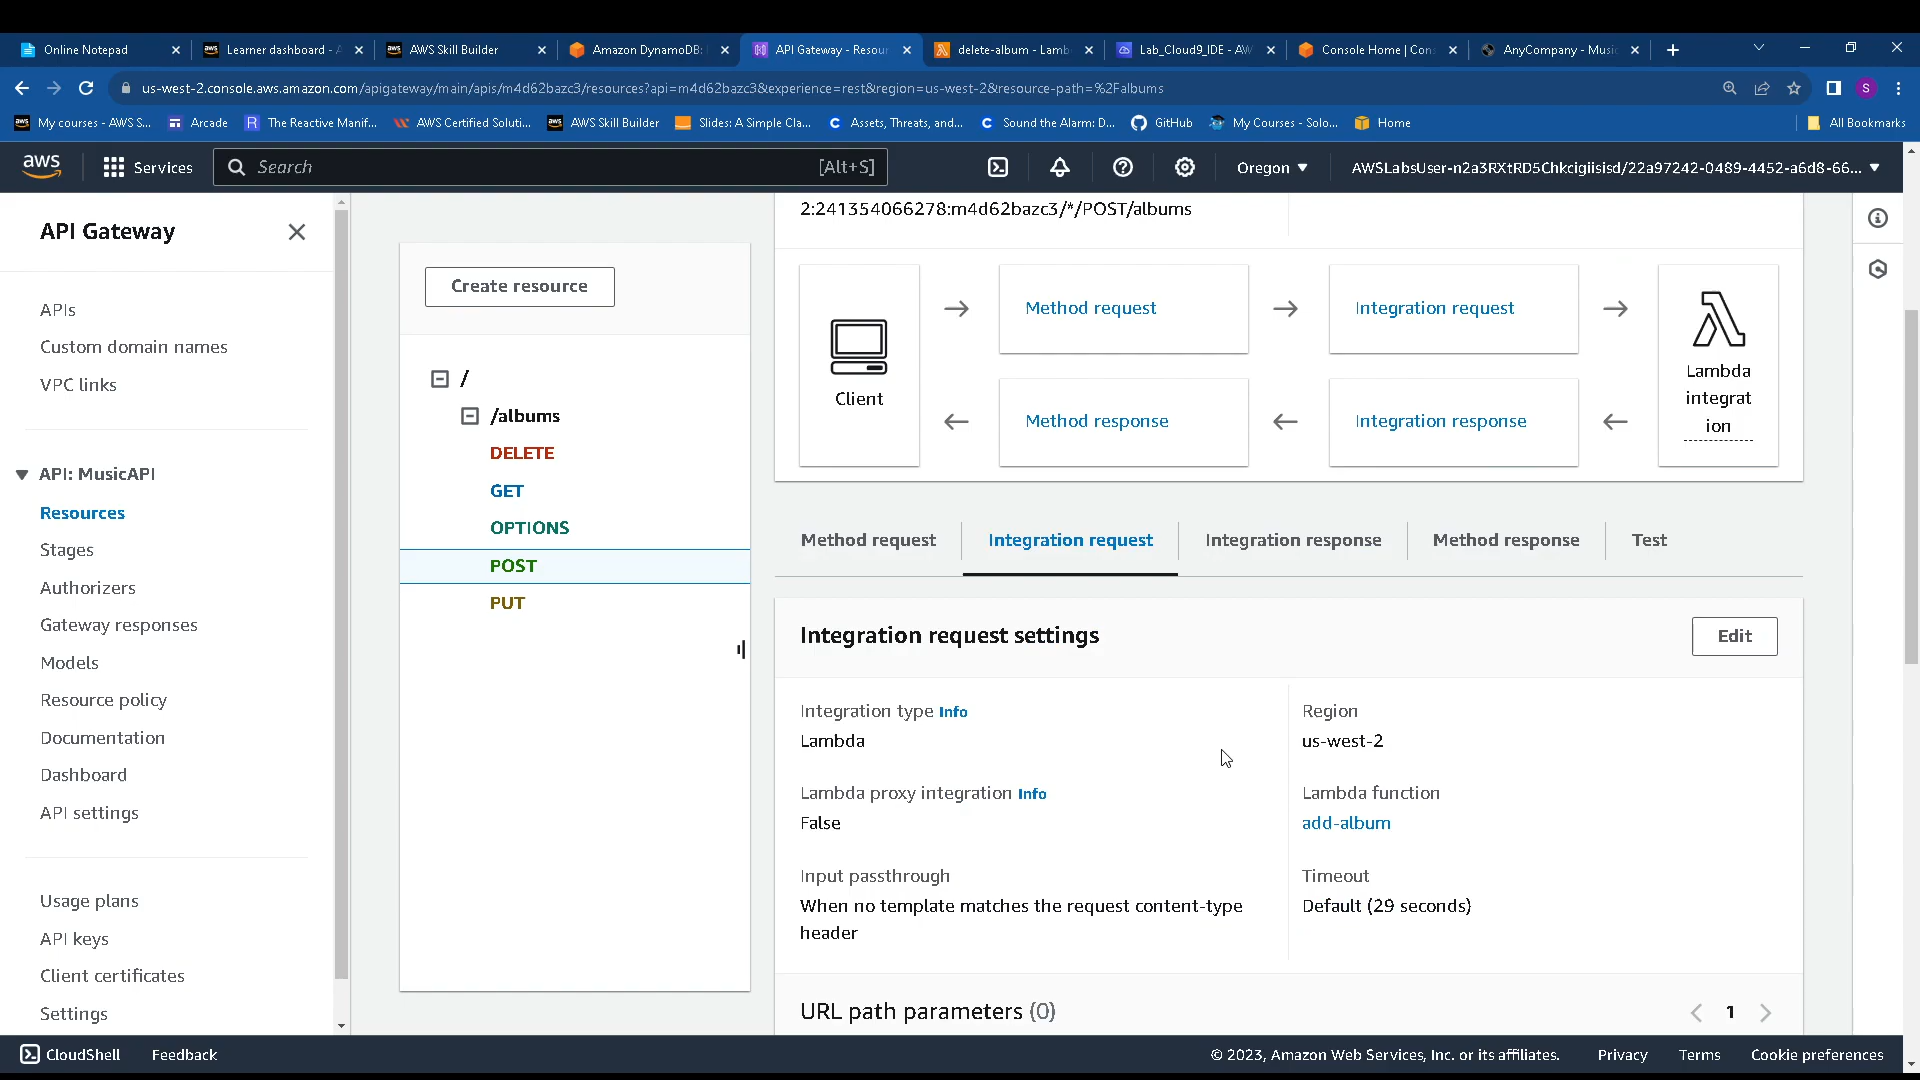 Online Notepad
Learner dashboard - A
AWS Skill Builder
Amazon DynamoDB:
API Gateway - Resour
delete-album - Lamb
Lab_Cloud9_IDE - AW
Console Home | Con
AnyCompany - Music
us-west-2.console.aws.amazon.com/apigateway/main/apis/m4d62bazc3/resources?api=m4d62bazc3&experience=rest&region=us-west-2&resource-path=%2Falbums
S
My courses - AWS S...
Arcade
The Reactive Manif...
AWS Certified Soluti...
AWS Skill Builder
Slides: A Simple Cla...
Assets, Threats, and...
Sound the Alarm: D...
GitHub
My Courses - Solo...
Home
All Bookmarks
aws
Services
Search
[Alt+S]
Oregon
AWSLabsUser-n2a3RXtRD5Chkcigiisisd/22a97242-0489-4452-a6d8-66...
API Gateway
APIs
Custom domain names
VPC links
API: MusicAPI
Resources
Stages
Authorizers
Gateway responses
Models
Resource policy
Documentation
Dashboard
API settings
Usage plans
API keys
Client certificates
Settings
Create resource
/
/albums
DELETE
GET
OPTIONS
POST
PUT
2:241354066278:m4d62bazc3/*/POST/albums
Client
Method request
Integration request
Method response
Integration response
Lambda
integrat
ion
Method request
Integration request
Integration response
Method response
Test
Integration request settings
Edit
Integration type Info
Lambda
Region
us-west-2
Lambda proxy integration Info
False
Lambda function
add-album
Input passthrough
When no template matches the request content-type
header
Timeout
Default (29 seconds)
URL path parameters (0)
1
CloudShell
Feedback
© 2023, Amazon Web Services, Inc. or its affiliates.
Privacy
Terms
Cookie preferences